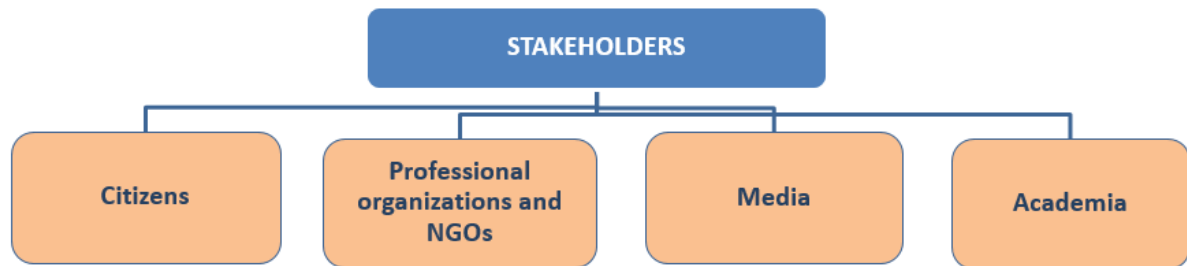 STAKEHOLDERS
Citizens
Professional
organizations and
NGOs
Media
Academia